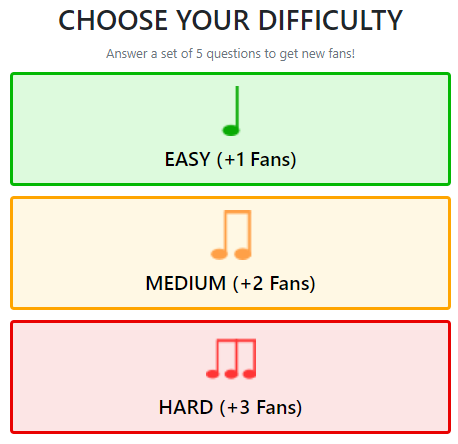 CHOOSE YOUR DIFFICULTY
Answer a set of 5 questions to get new fans!
EASY (+1 Fans)
MEDIUM (+2 Fans)
HARD (+3 Fans)